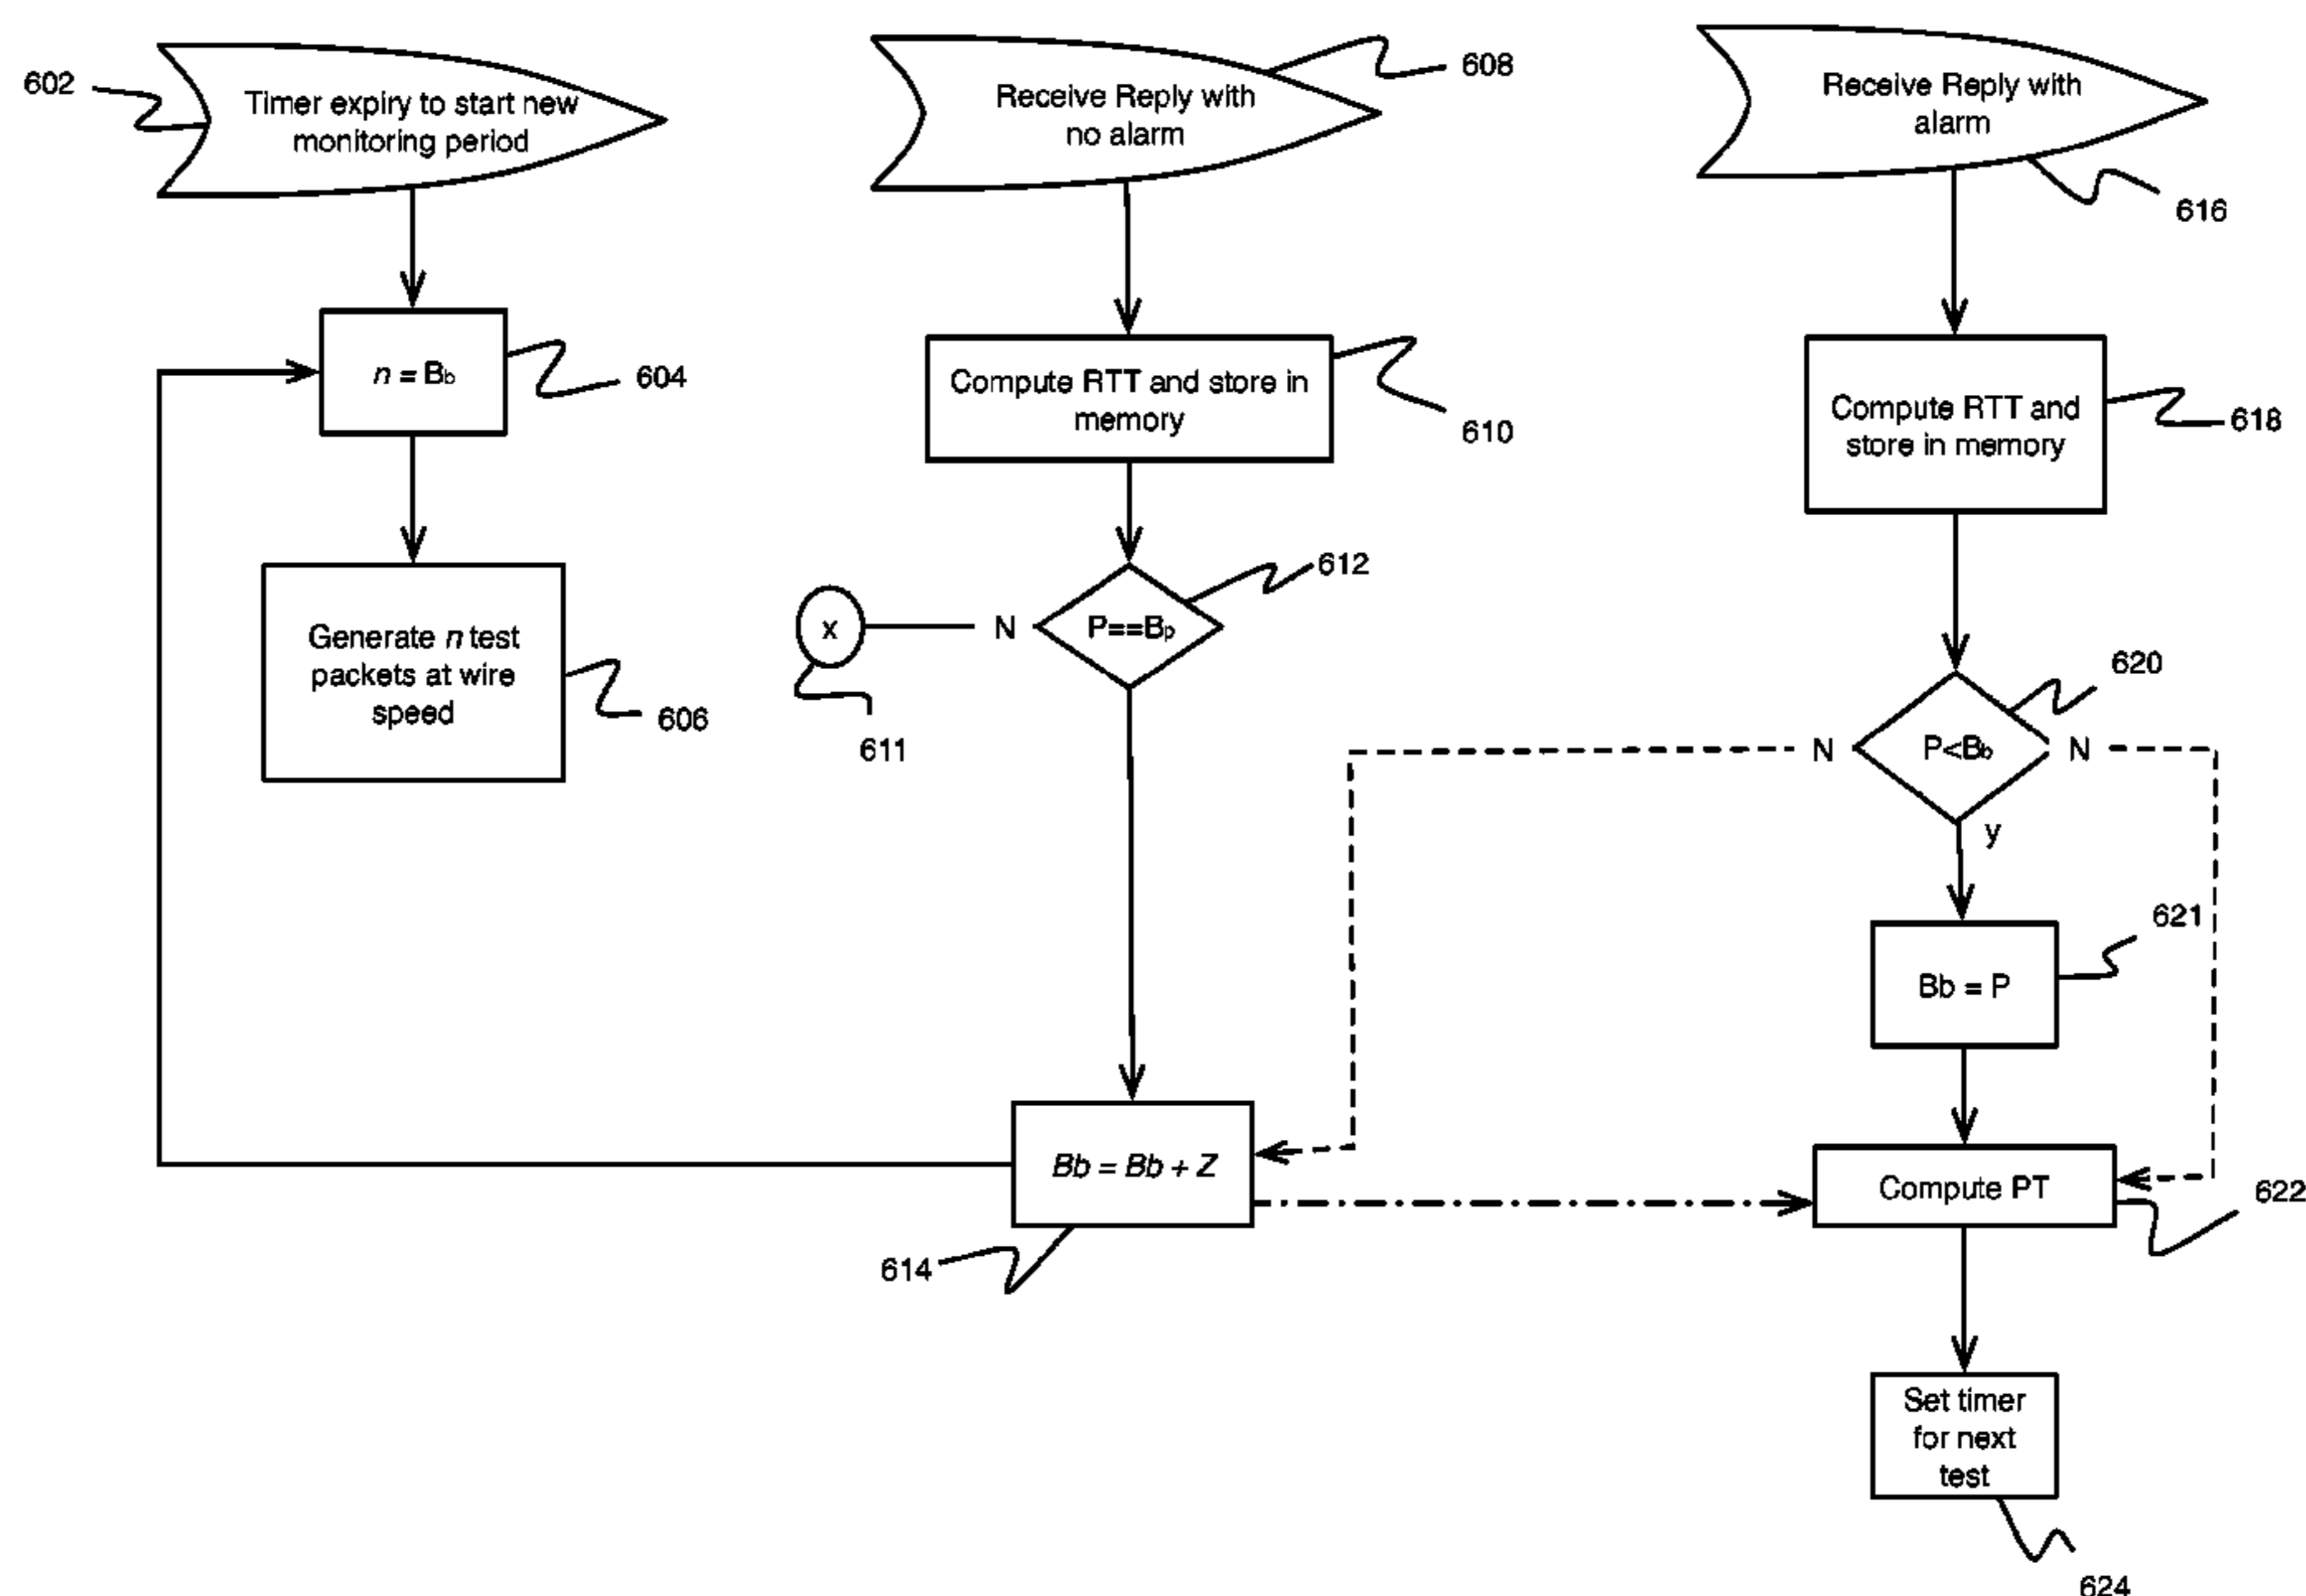 602
Timer expiry to start new
monitoring period
n = Bb
604
Generate n test
packets at wire
speed
606
608
Receive Reply with
no alarm
Compute RTT and store in
memory
610
612
P==Bp
N
x
611
Bb = Bb + Z
614
Receive Reply with
alarm
616
Compute RTT and
store in memory
618
620
N
P<Bb
N
y
621
Bb = P
Compute PT
622
Set timer
for next
test
624